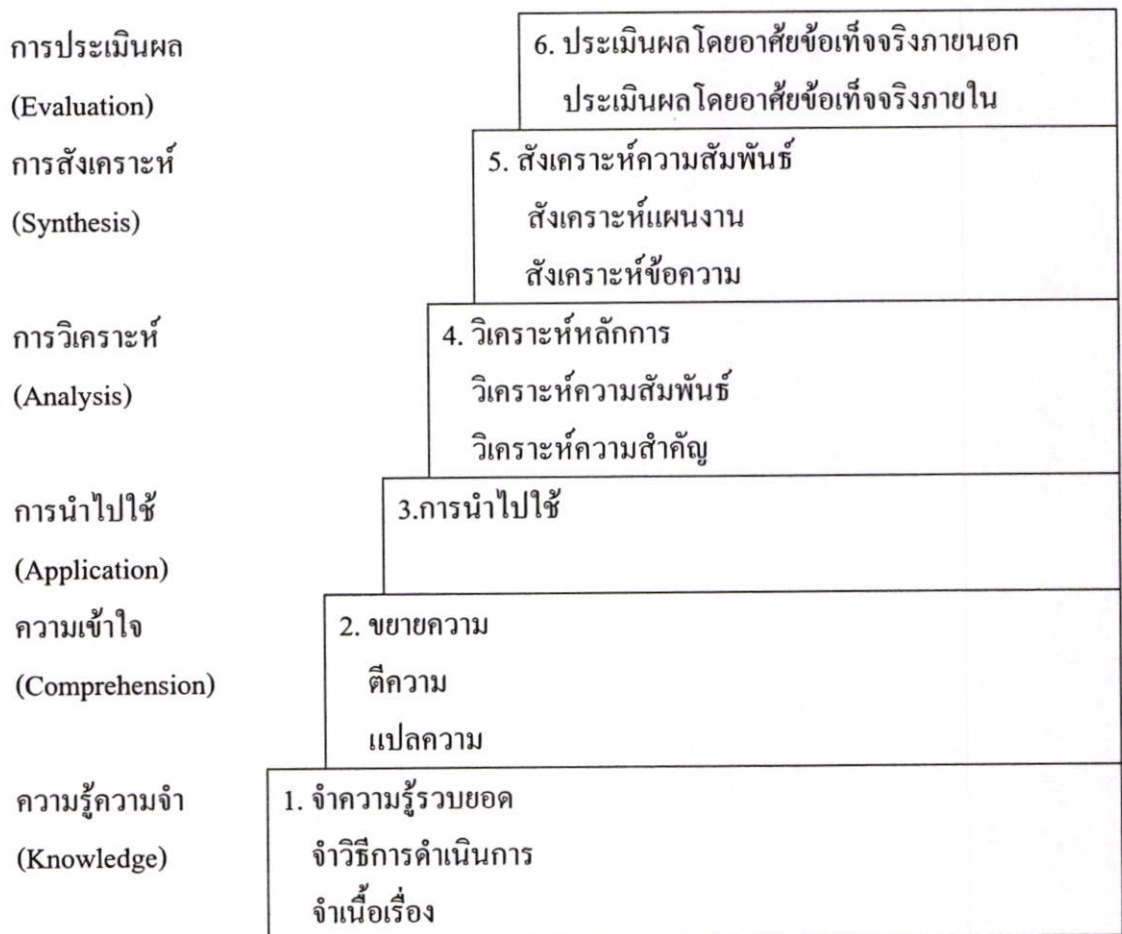 การประเมินผล 6. ประเมินผลโดยอาศัยข้อเท็จจริงภายนอก
(Evaluation) ประเมินผลโดยอาศัยข้อเท็จจริงภายใน
การสังเคราะห์ 5. สังเคราะห์ความสัมพันธ์
(Synthesis) สังเคราะห์แผนงาน
สังเคราะห์ข้อความ
การวิเคราะห์ 4. วิเคราะห์หลักการ
(Analysis) วิเคราะห์ความสัมพันธ์
วิเคราะห์ความสำคัญ
การนำไปใช้ 3.การนำไปใช้
(Application)
ความเข้าใจ 2. ขยายความ
(Comprehension) ตีความ
แปลความ
ความรู้ความจำ 1. จำความรู้รวบยอด
(Knowledge) จำวิธีการดำเนินการ
จำเนื้อเรื่อง